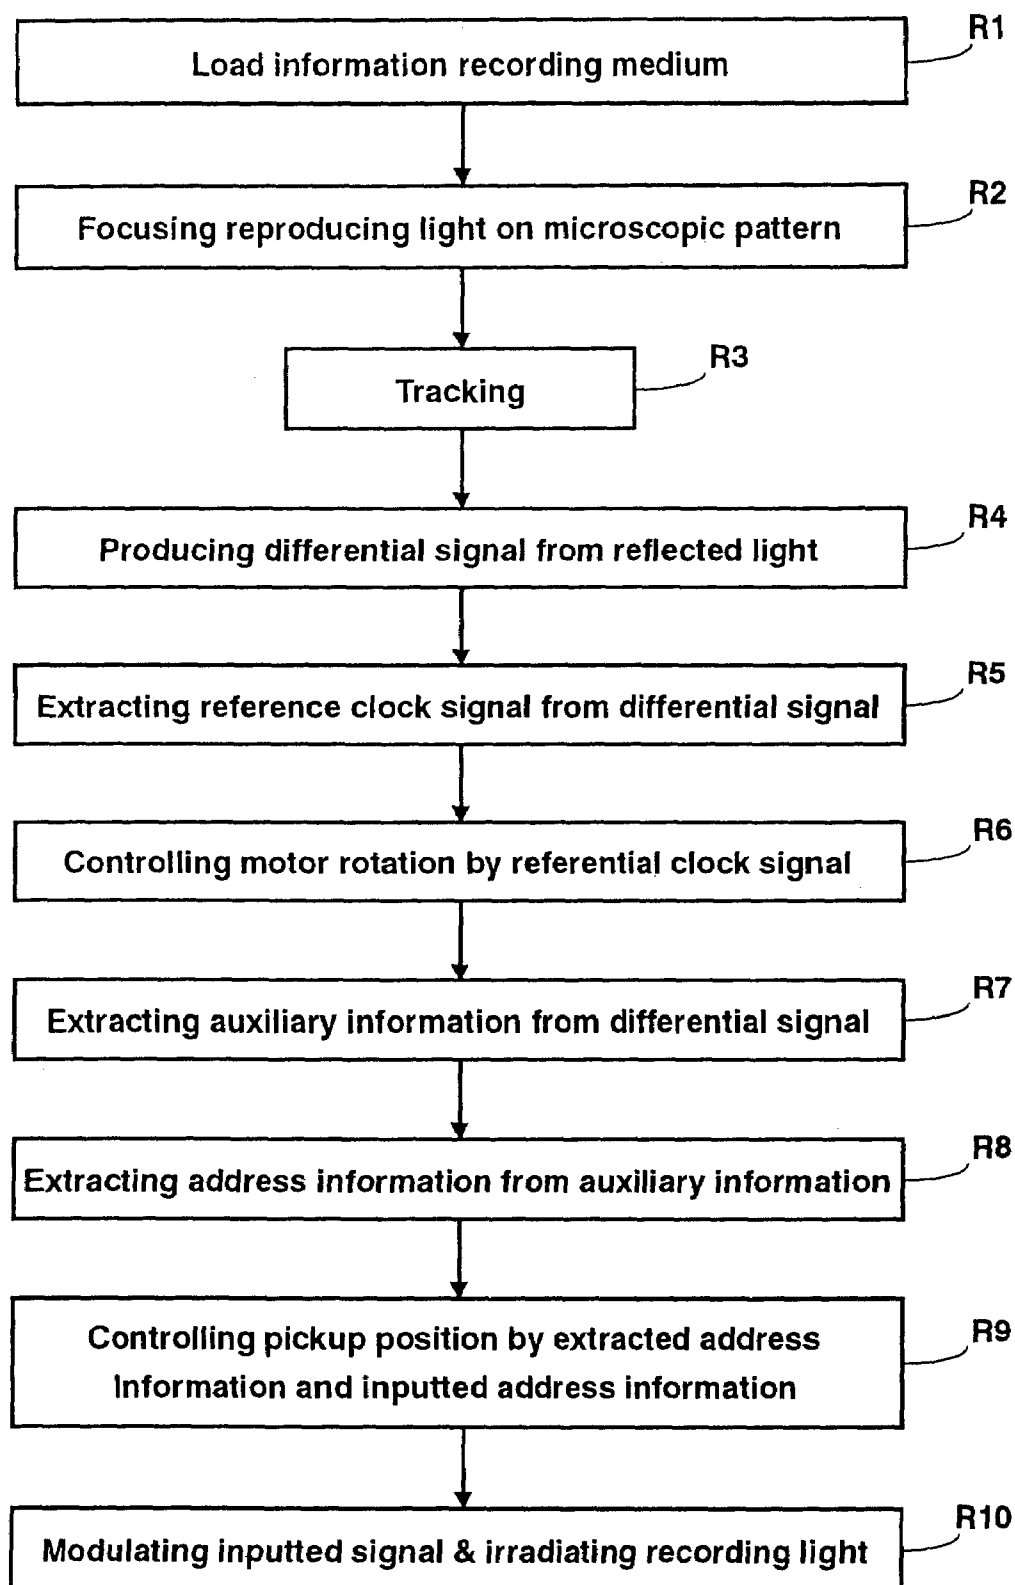 R1
Load information recording medium
R2
Focusing reproducing light on microscopic pattern
R3
Tracking
R4
Producing differential signal from reflected light
R5
Extracting reference clock signal from differential signal
R6
Controlling motor rotation by referential clock signal
R7
Extracting auxiliary information from differential signal
R8
Extracting address information from auxiliary information
R9
Controlling pickup position by extracted address
Information and inputted address information
R10
Modulating inputted signal & irradiating recording light